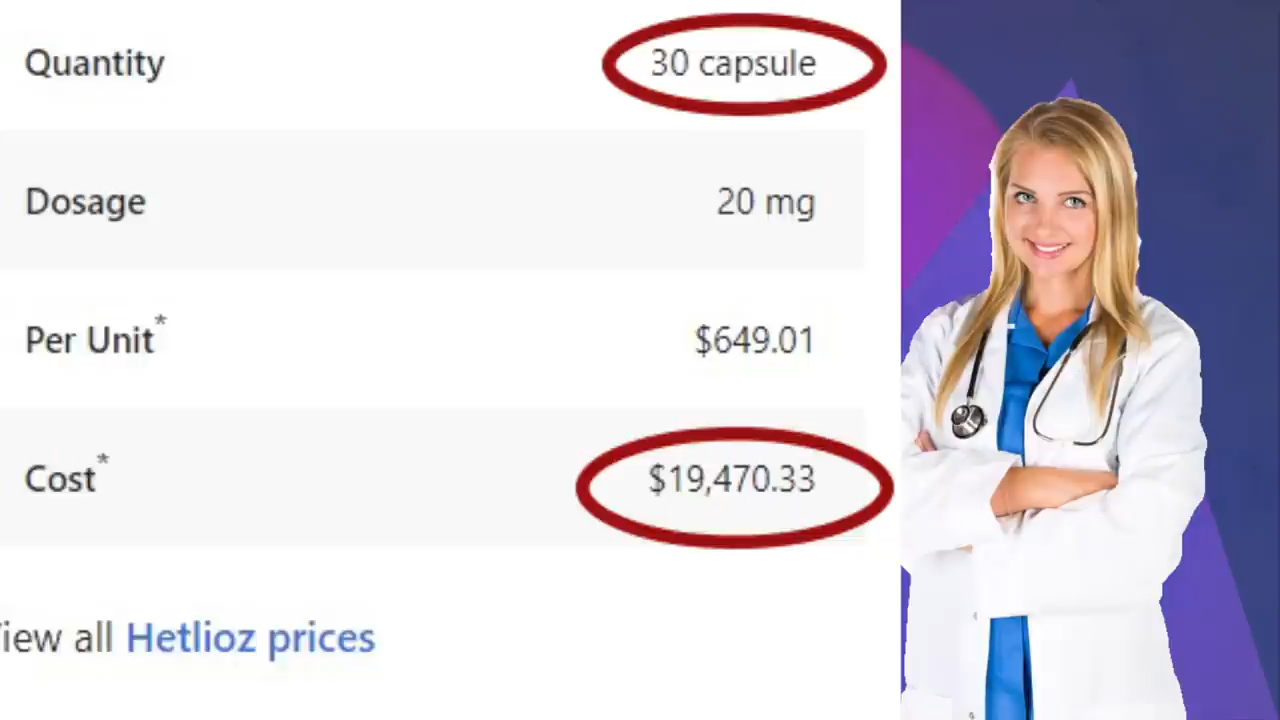 Quantity 30 capsule
Dosage 20 mg
Per Unit* $649.01
Cost* $19,470.33
iew all Hetlioz prices